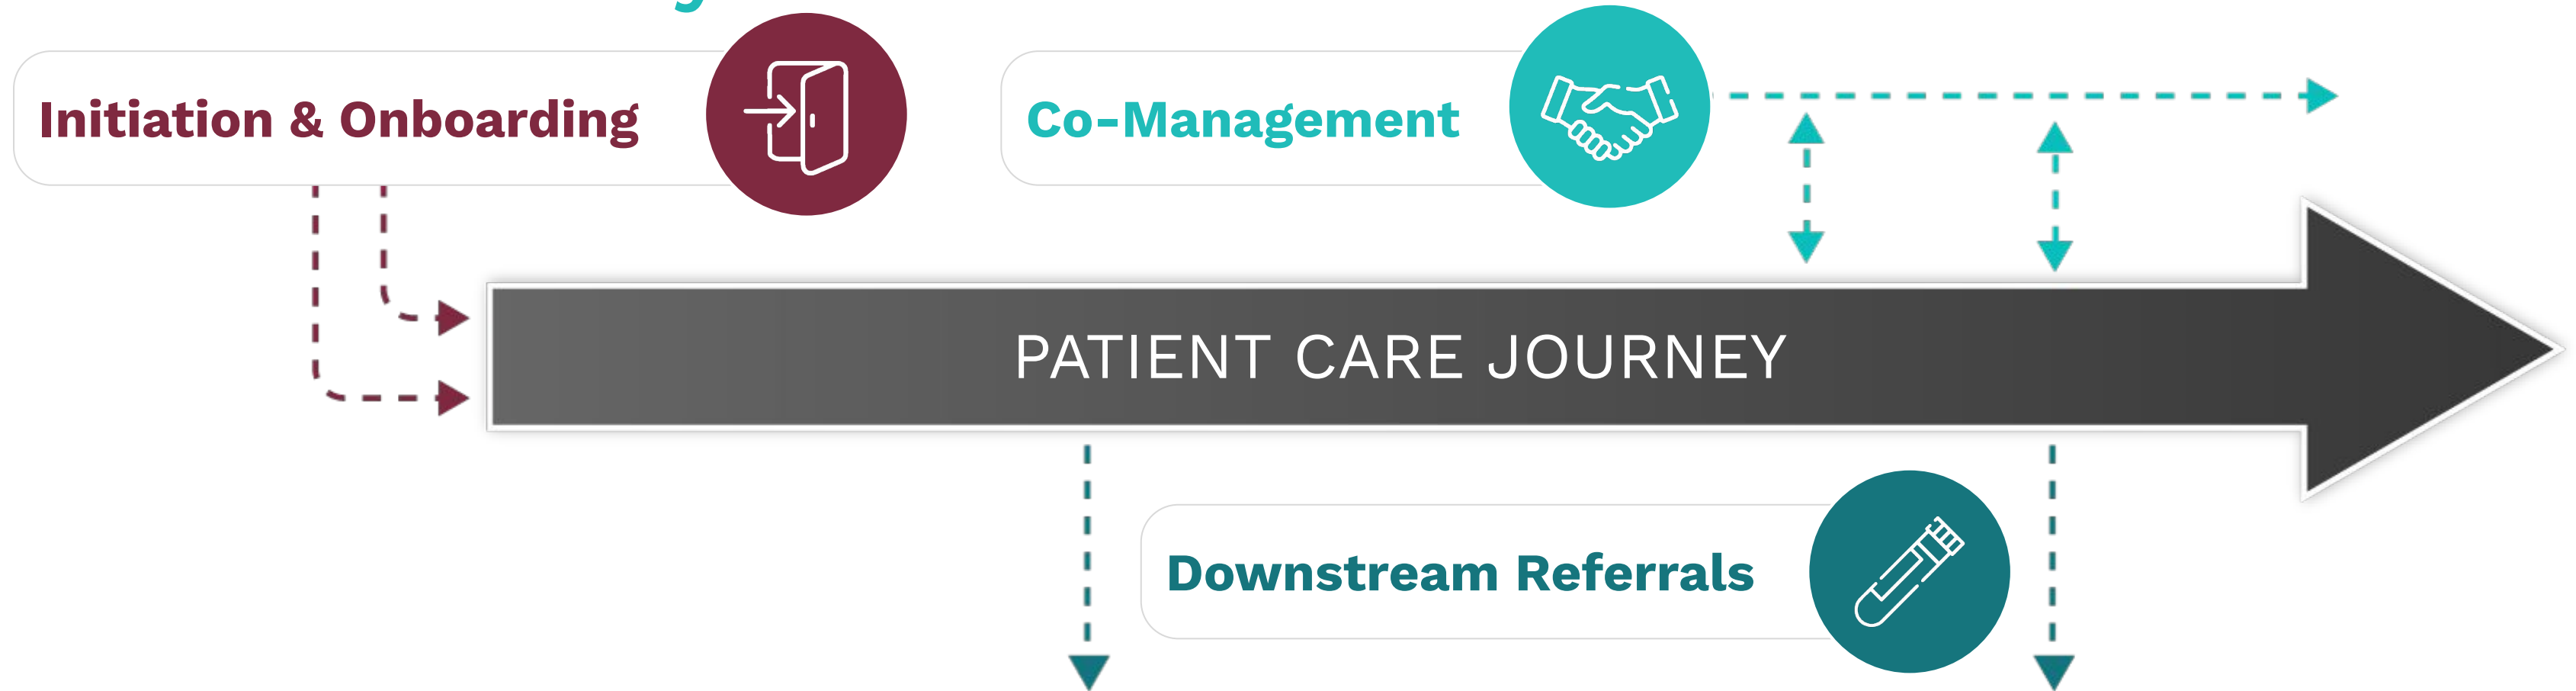 Initiation & Onboarding
Co-Management
PATIENT CARE JOURNEY
Downstream Referrals